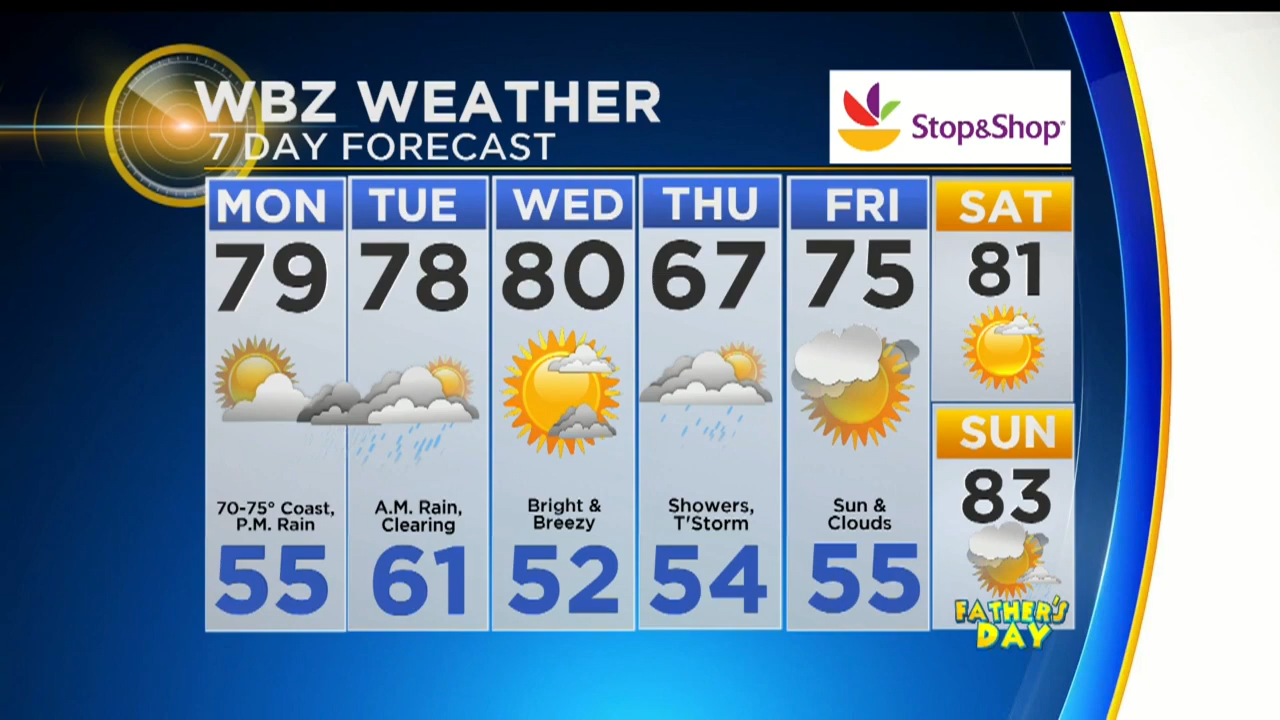 WBZ WEATHER
7 DAY FORECAST
Stop&Shop®
MON
79
70-75° Coast,
P.M. Rain
55
TUE
78
A.M. Rain,
Clearing
61
WED
80
Bright &
Breezy
52
THU
67
Showers,
T'Storm
54
FRI
75
Sun &
Clouds
55
SAT
81
SUN
83
FATHER'S
DAY